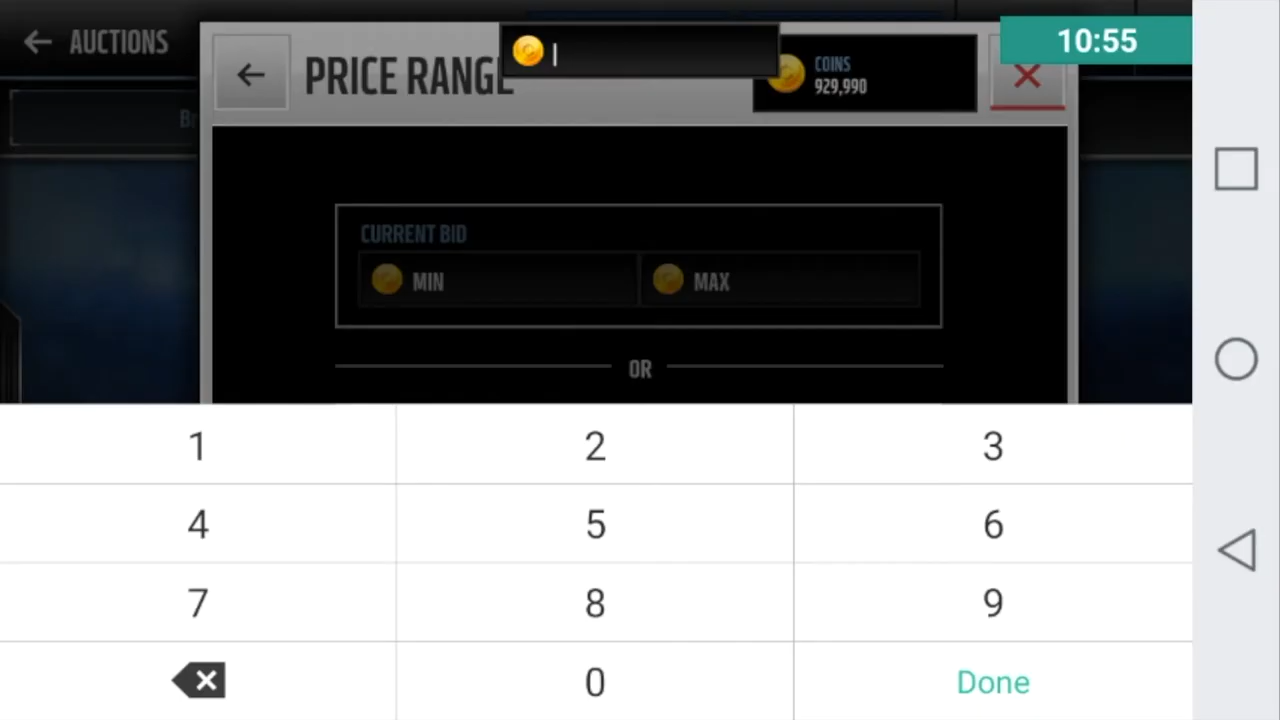 AUCTIONS
PRICE RANGE
COINS
929,990
10:55
CURRENT BID
MIN
MAX
OR
1
2
3
4
5
6
7
8
9
0
Done